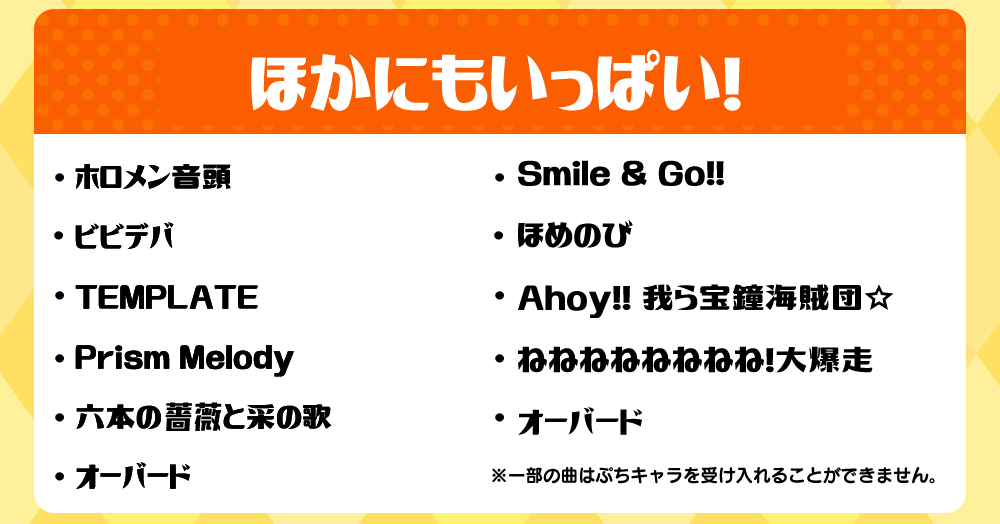 ほかにもいっぱい!
・ホロメン音頭
・ビビデバ
・TEMPLATE
・Prism Melody
・六本の薔薇と采の歌
・オーバード
・Smile & Go!!
・ほめのび
・Ahoy!! 我ら宝鐘海賊団☆
・ねねねねねねねね!大爆走
・オーバード
※一部の曲はぷちキャラを受け入れることができません。